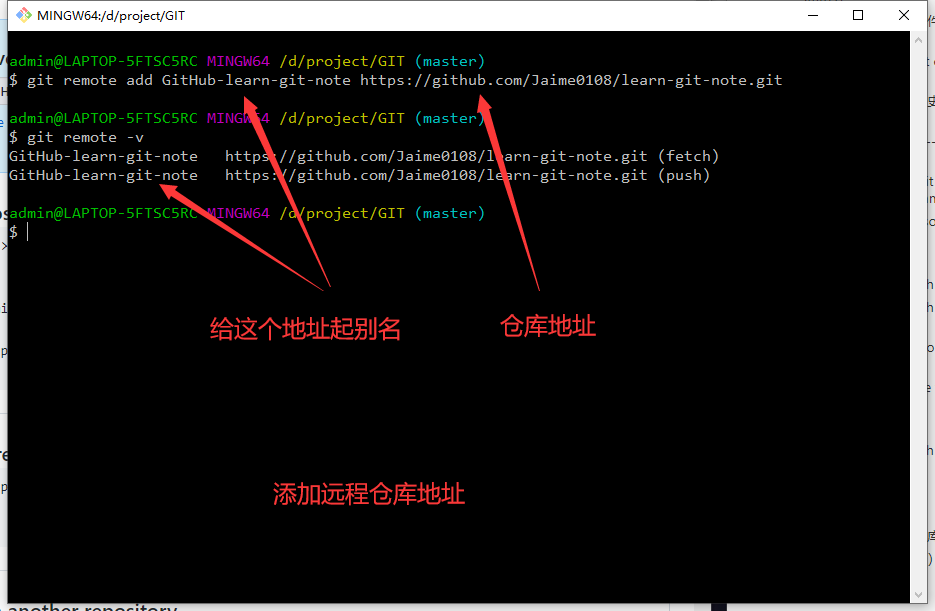 MINGW64:/d/project/GIT
admin@LAPTOP-5FTSC5RC MINGW64 /d/project/GIT (master)
$ git remote add GitHub-learn-git-note https://github.com/Jaime0108/learn-git-note.git
admin@LAPTOP-5FTSC5RC MINGW64 /d/project/GIT (master)
$ git remote -v
GitHub-learn-git-note https://github.com/Jaime0108/learn-git-note.git (fetch)
GitHub-learn-git-note https://github.com/Jaime0108/learn-git-note.git (push)
admin@LAPTOP-5FTSC5RC MINGW64 /d/project/GIT (master)
$
给这个地址起别名
仓库地址
添加远程仓库地址
another repository